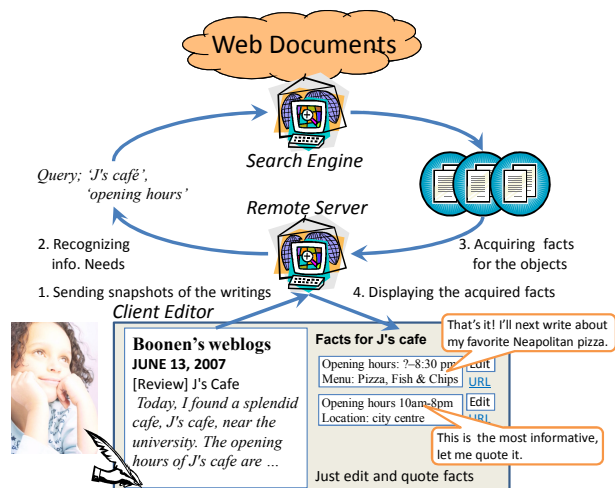 Web Documents
Search Engine
Query; 'J's café',
'opening hours'
Remote Server
2. Recognizing
info. Needs
3. Acquiring facts
for the objects
1. Sending snapshots of the writings
4. Displaying the acquired facts
Client Editor
Boonen's weblogs
JUNE 13, 2007
[Review] J's Cafe
Today, I found a splendid
cafe, J's cafe, near the
university. The opening
hours of J's cafe are …
Facts for J's cafe
That's it! I'll next write about
my favorite Neapolitan pizza.
Opening hours: ?–8:30 pm
Menu: Pizza, Fish & Chips
Edit
URL
Opening hours 10am-8pm
Location: city centre
Edit
URL
This is the most informative,
let me quote it.
Just edit and quote facts